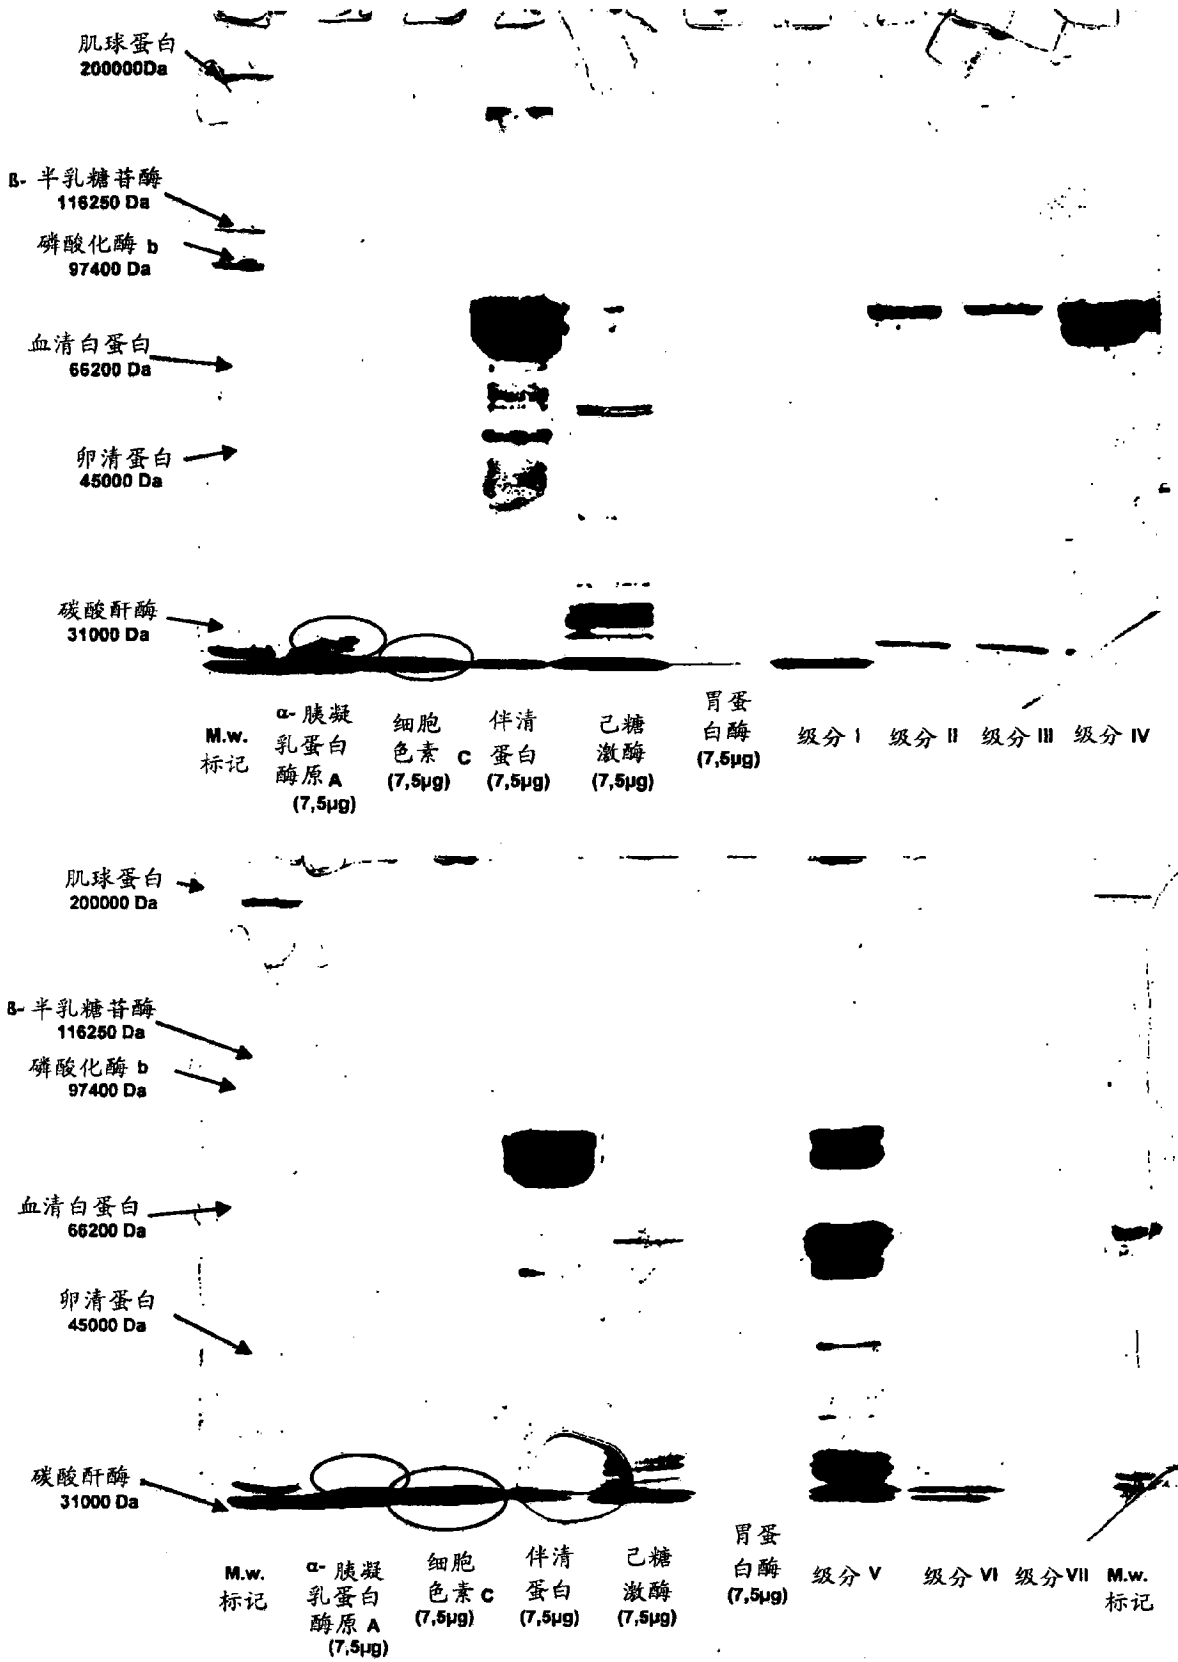 肌球蛋白
200000Da
ß- 半乳糖苷酶
116250 Da
磷酸化酶 b
97400 Da
血清白蛋白
66200 Da
卵清蛋白
45000 Da
碳酸酐酶
31000 Da
M.w.
标记
α- 胰凝
乳蛋白
酶原 A
(7,5µg)
细胞
色素 C
(7,5µg)
伴清
蛋白
(7,5µg)
己糖
激酶
(7,5µg)
胃蛋
白酶
(7,5µg)
级分 I
级分 II
级分 III
级分 IV
肌球蛋白
200000 Da
ß- 半乳糖苷酶
116250 Da
磷酸化酶 b
97400 Da
血清白蛋白
66200 Da
卵清蛋白
45000 Da
碳酸酐酶
31000 Da
M.w.
标记
α- 胰凝
乳蛋白
酶原 A
(7,5µg)
细胞
色素 C
(7,5µg)
伴清
蛋白
(7,5µg)
己糖
激酶
(7,5µg)
胃蛋
白酶
(7,5µg)
级分 V
级分 VI
级分 VII
M.w.
标记